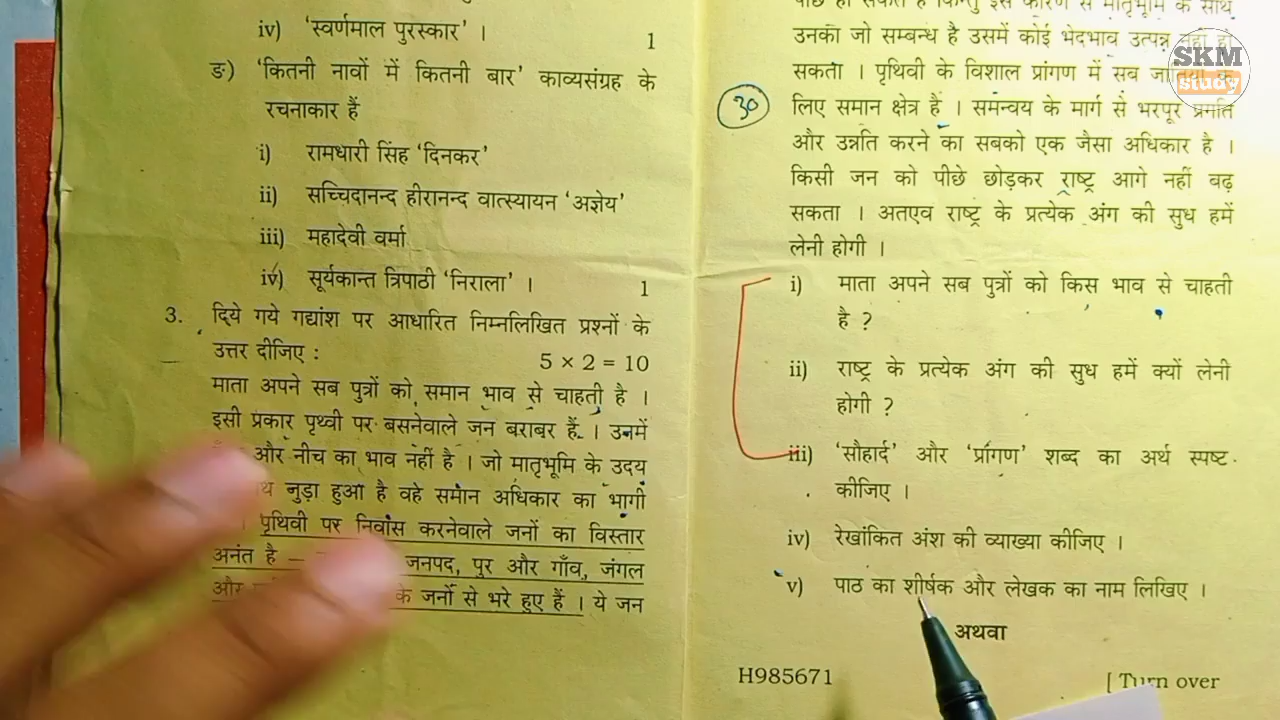 iv) 'स्वर्णमाल पुरस्कार' ।
1
ङ) 'कितनी नावों में कितनी बार' काव्यसंग्रह के
रचनाकार हैं
i) रामधारी सिंह 'दिनकर'
ii) सच्चिदानन्द हीरानन्द वात्स्यायन 'अज्ञेय'
iii) महादेवी वर्मा
iv) सूर्यकान्त त्रिपाठी 'निराला' ।
1
3. दिये गये गद्यांश पर आधारित निम्नलिखित प्रश्नों के
उत्तर दीजिए :
5 × 2 = 10
माता अपने सब पुत्रों को समान भाव से चाहती है ।
इसी प्रकार पृथ्वी पर बसनेवाले जन बराबर हैं । उनमें
और नीच का भाव नहीं है । जो मातृभूमि के उदय
जुड़ा हुआ है वह समान अधिकार का भागी
पृथिवी पर निवास करनेवाले जनों का विस्तार
अनंत है — जनपद, पुर और गाँव, जंगल
और के जनों से भरे हुए हैं । ये जन
उनका जो सम्बन्ध है उसमें कोई भेदभाव उत्पन्न नहीं हो
सकता । पृथिवी के विशाल प्रांगण में सब जातियों के
लिए समान क्षेत्र है । समन्वय के मार्ग से भरपूर प्रगति
और उन्नति करने का सबको एक जैसा अधिकार है ।
किसी जन को पीछे छोड़कर राष्ट्र आगे नहीं बढ़
सकता । अतएव राष्ट्र के प्रत्येक अंग की सुध हमें
लेनी होगी ।
30
i) माता अपने सब पुत्रों को किस भाव से चाहती
है ?
ii) राष्ट्र के प्रत्येक अंग की सुध हमें क्यों लेनी
होगी ?
iii) 'सौहार्द' और 'प्रांगण' शब्द का अर्थ स्पष्ट
कीजिए ।
iv) रेखांकित अंश की व्याख्या कीजिए ।
v) पाठ का शीर्षक और लेखक का नाम लिखिए ।
अथवा
H985671
[ Turn over
SKM
study